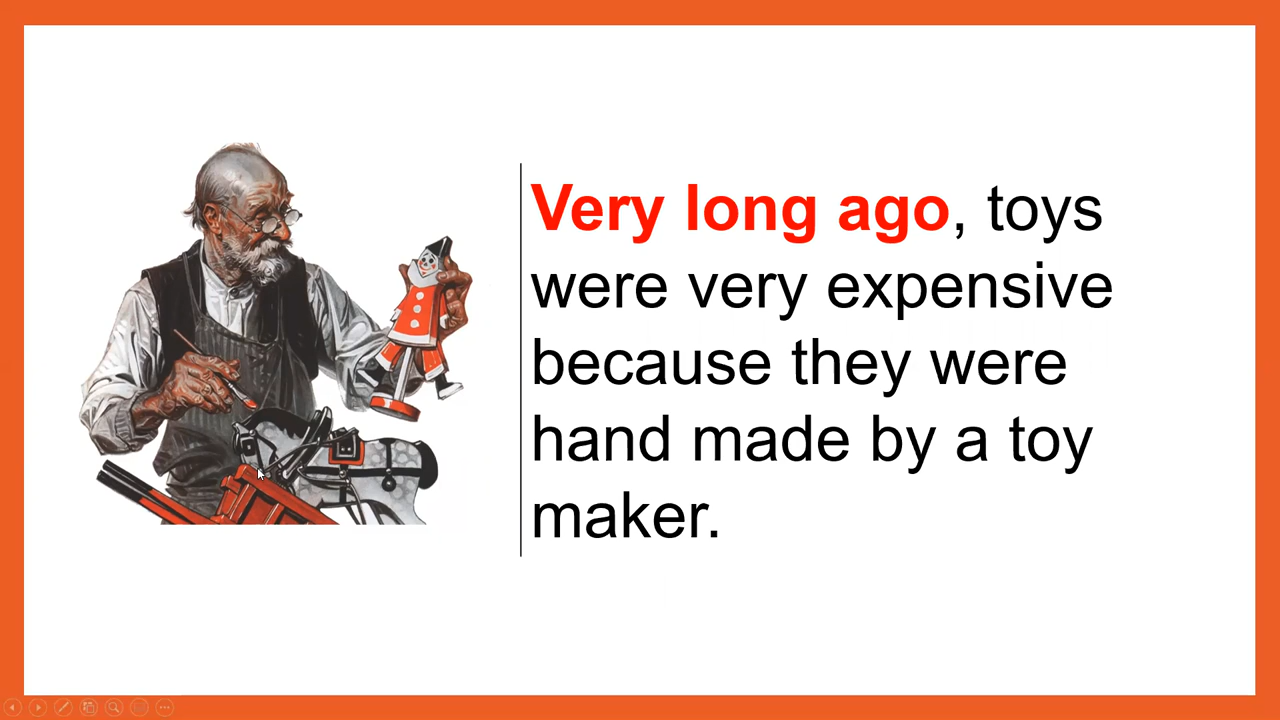 Very long ago, toys
were very expensive
because they were
hand made by a toy
maker.